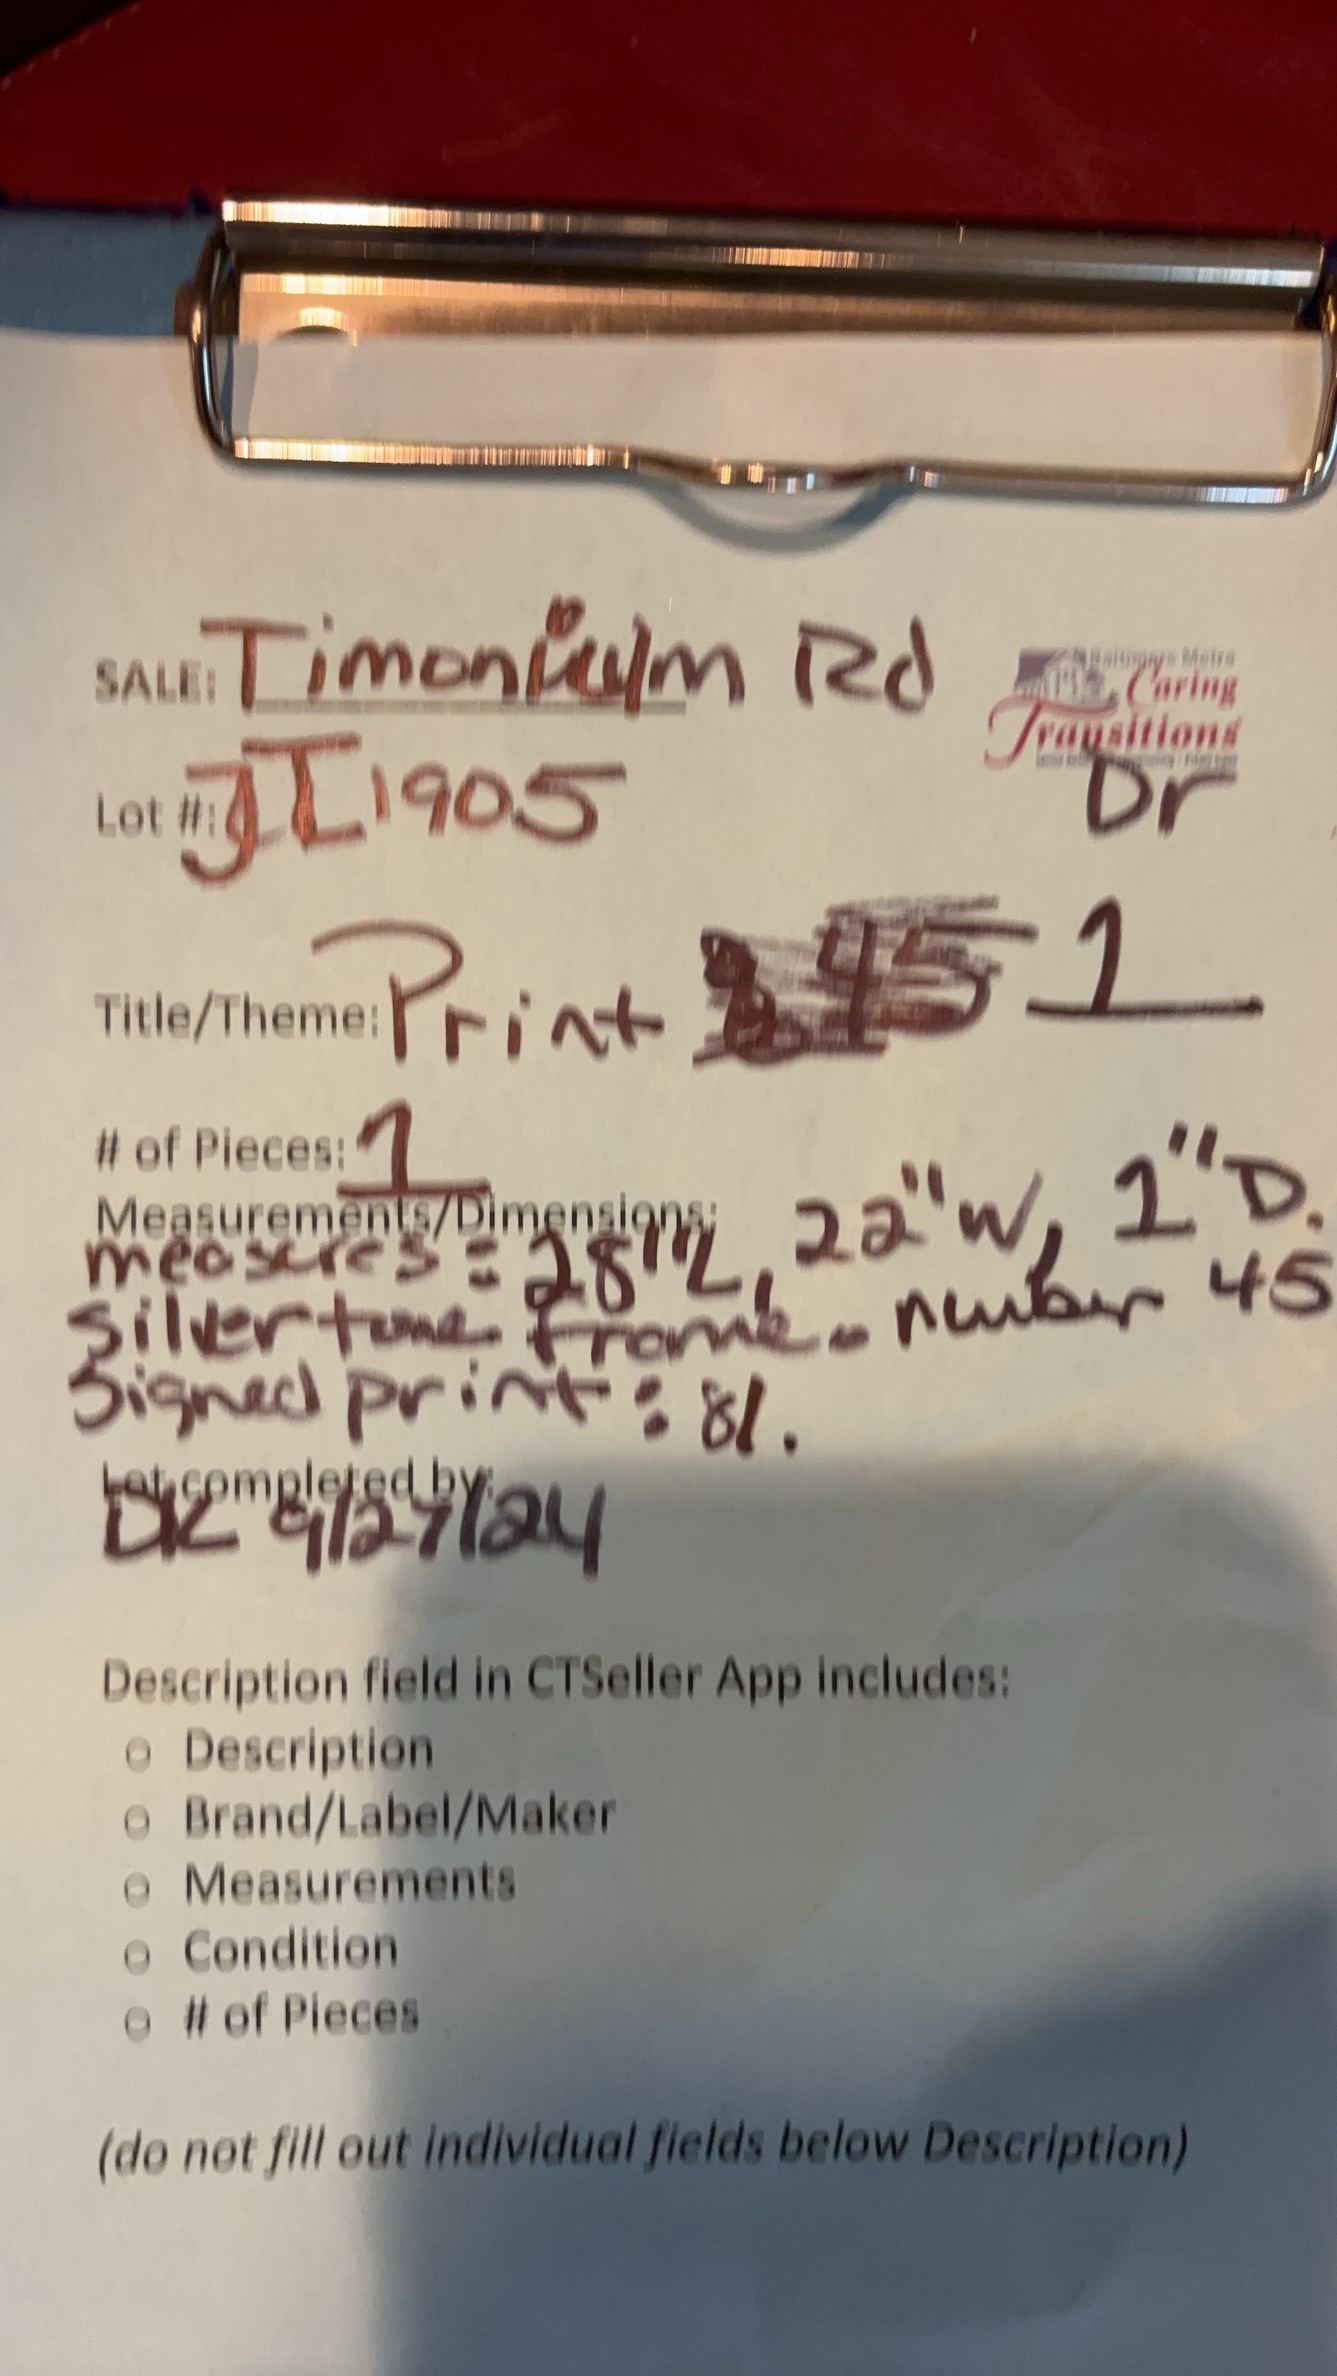 SALE: Timonium Rd
Baltimore Metro
Caring
Transitions
Lot #: JI1905
Dr
Title/Theme: Print 45 1
# of Pieces: 1
Measurements/Dimensions:
measures: 28"L, 22"W, 1"D.
Silvertone frame. number 45
Signed print: 81.
Lot completed by:
DK 9/27/24
Description field in CTSeller App includes:
o Description
o Brand/Label/Maker
o Measurements
o Condition
o # of Pieces
(do not fill out individual fields below Description)